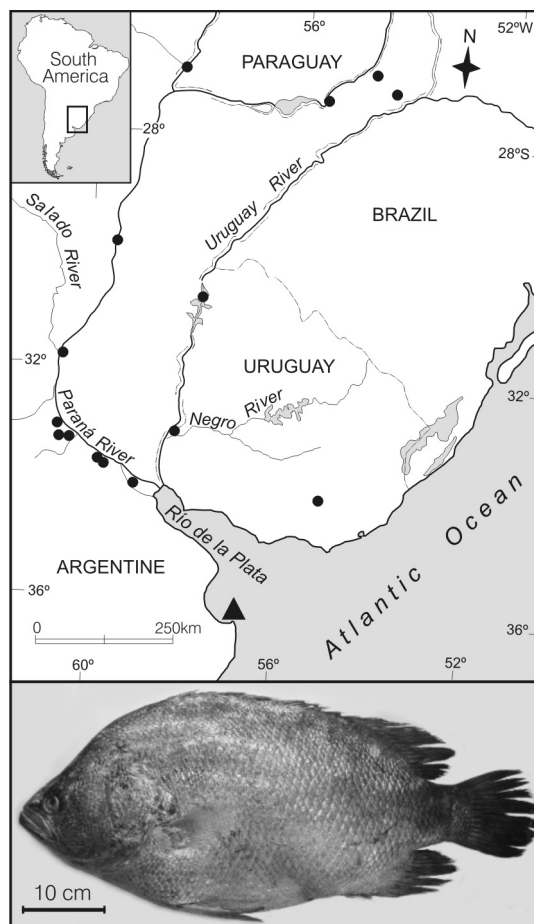 South
America
56º
52ºW
N
PARAGUAY
28º
28ºS
Salado
River
Uruguay River
BRAZIL
32º
URUGUAY
32º
Paraná River
Negro River
Río de la Plata
Atlantic Ocean
ARGENTINE
36º
0 250km
36º
60º
56º
52º
10 cm